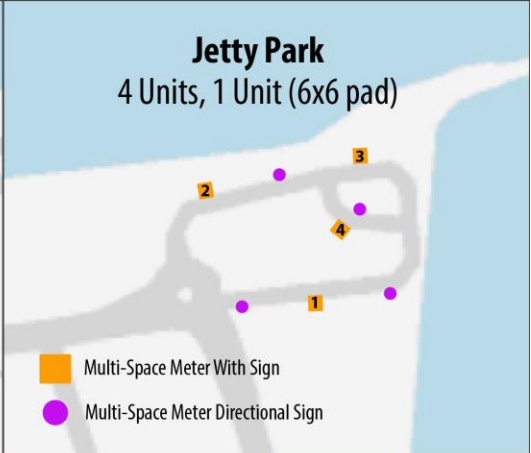 Jetty Park
4 Units, 1 Unit (6x6 pad)
3
2
4
1
Multi-Space Meter With Sign
Multi-Space Meter Directional Sign